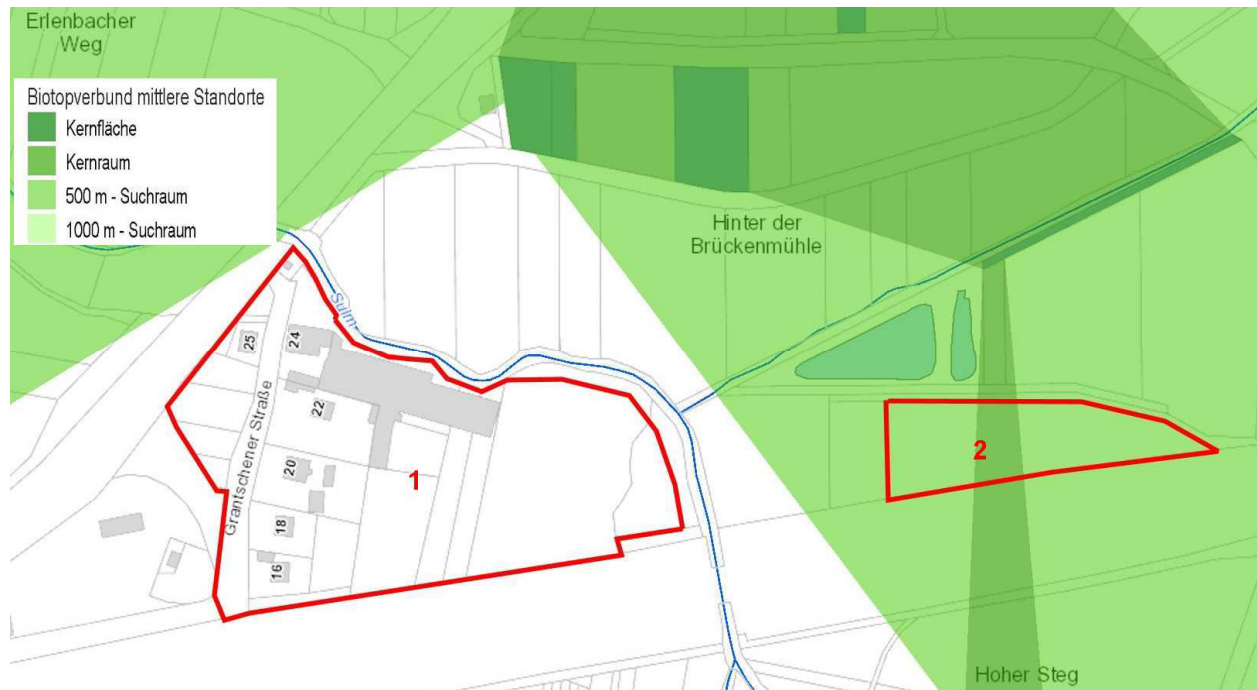 Erlenbacher
Weg
Biotopverbund mittlere Standorte
Kernfläche
Kernraum
500 m - Suchraum
1000 m - Suchraum
Hinter der
Brückenmühle
Sulm
25
24
22
Grantschener Straße
20
1
2
18
16
Hoher Steg